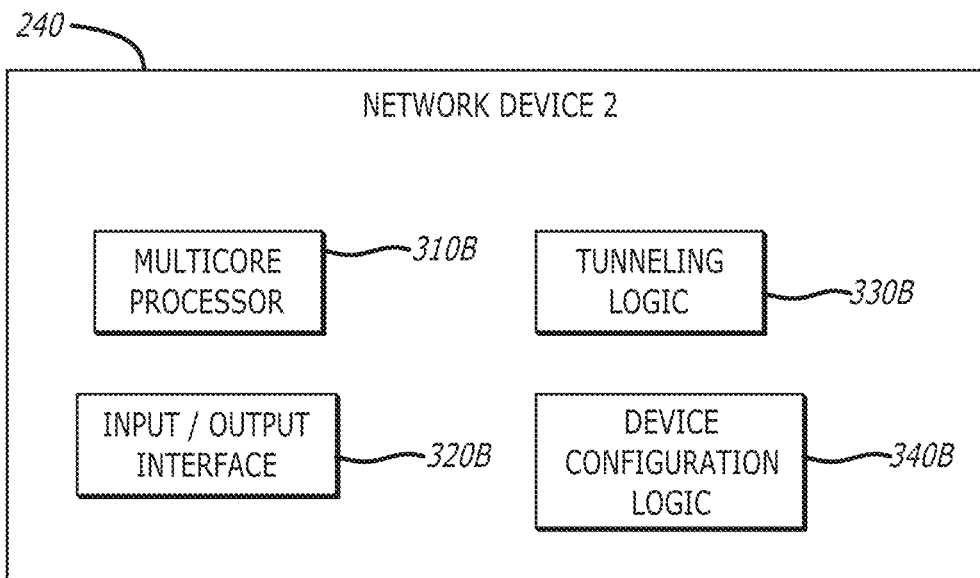 240
NETWORK DEVICE 2
MULTICORE
PROCESSOR
310B
TUNNELING
LOGIC
330B
INPUT / OUTPUT
INTERFACE
320B
DEVICE
CONFIGURATION
LOGIC
340B